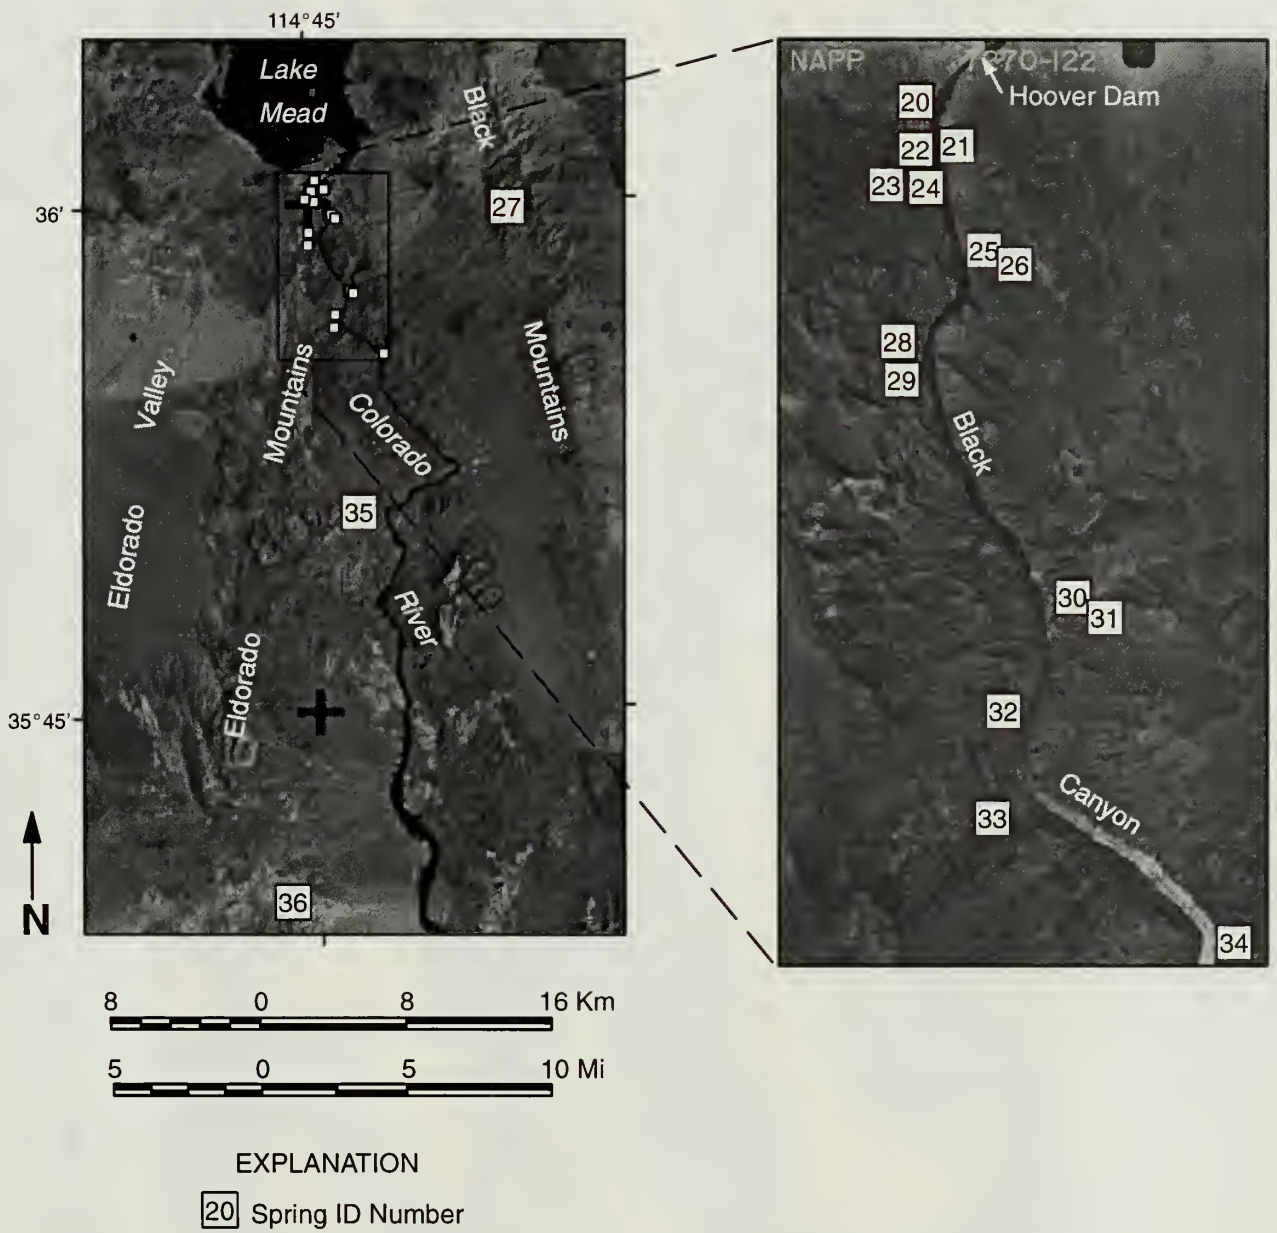 114°45'
Lake
Mead
Black
27
36'
Mountains
Valley
Mountains
Colorado
35
Eldorado
River
Eldorado
35°45'
36
N
NAPP
7270-122
Hoover Dam
20
22
21
23
24
25
26
28
29
Black
30
31
32
33
Canyon
34
8 0 8 16 Km
5 0 5 10 Mi
EXPLANATION
20 Spring ID Number